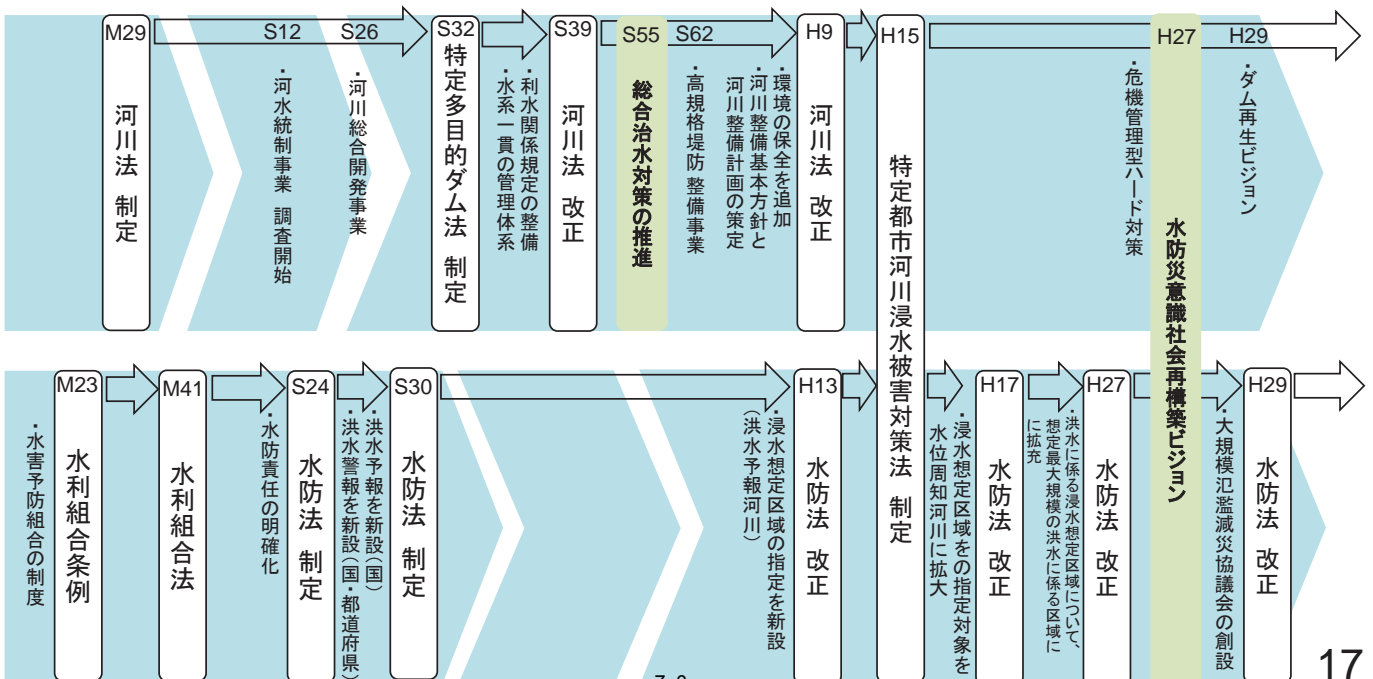 M29
河川法 制定
S12
・河水統制事業 調査開始
S26
・河川総合開発事業
S32
特定多目的ダム法 制定
・利水関係規定の整備
・水系一貫の管理体系
S39
河川法 改正
S55
総合治水対策の推進
S62
・高規格堤防 整備事業
・環境の保全を追加
・河川整備基本方針と
河川整備計画の策定
H9
河川法 改正
H15
特定都市河川浸水被害対策法 制定
・危機管理型ハード対策
H27
水防災意識社会再構築ビジョン
H29
・ダム再生ビジョン
・水害予防組合の制度
M23
水利組合条例
M41
水利組合法
・水防責任の明確化
S24
水防法 制定
・洪水予報を新設(国)
・洪水警報を新設(国・都道府県)
S30
水防法 制定
・浸水想定区域の指定を新設
(洪水予報河川)
H13
水防法 改正
・浸水想定区域をの指定対象を
水位周知河川に拡大
H17
水防法 改正
・洪水に係る浸水想定区域について、
想定最大規模の洪水に係る区域に
に拡充
H27
水防法 改正
・大規模氾濫減災協議会の創設
H29
水防法 改正
17